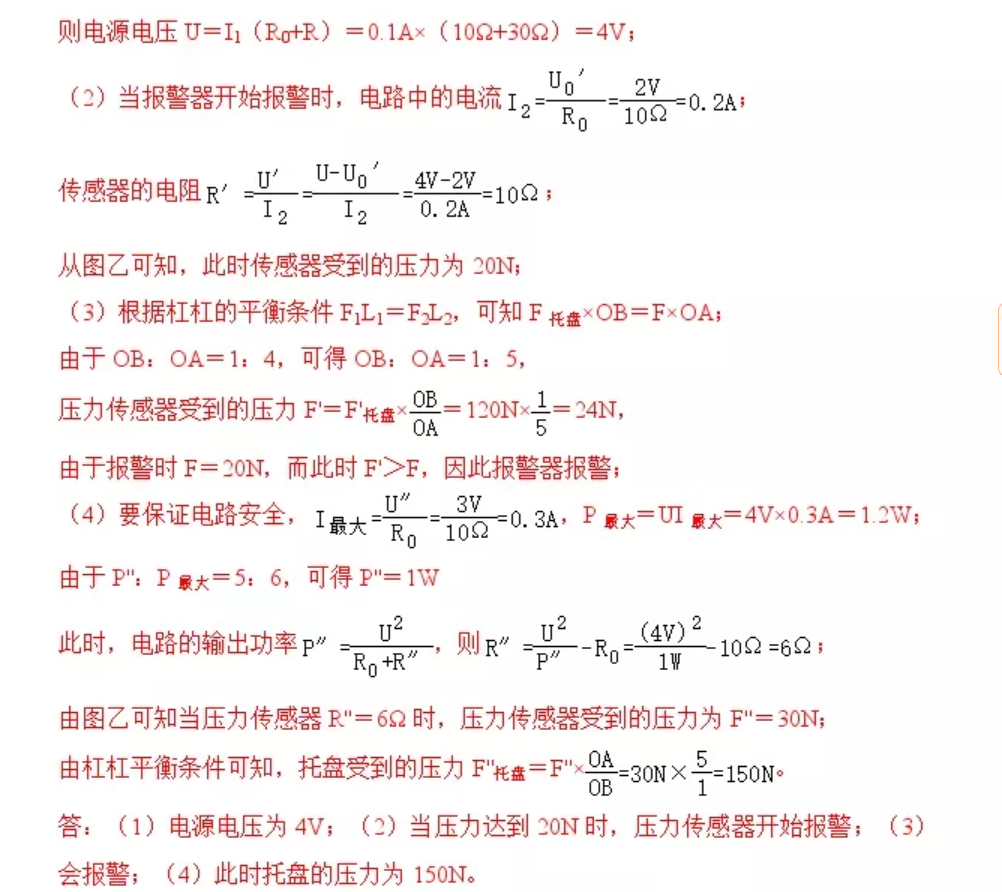 则电源电压 U＝I₁（R₀+R）＝0.1A×（10Ω+30Ω）＝4V；
（2）当报警器开始报警时，电路中的电流 I₂=U₀′/R₀=2V/10Ω=0.2A；
传感器的电阻 R′=U′/I₂=U-U₀′/I₂=4V-2V/0.2A=10Ω；
从图乙可知，此时传感器受到的压力为 20N；
（3）根据杠杠的平衡条件 F₁L₁＝F₂L₂，可知 F 托盘×OB＝F×OA；
由于 OB：OA＝1：4，可得 OB：OA＝1：5，
压力传感器受到的压力 F'＝F'托盘×OB/OA＝120N×1/5＝24N，
由于报警时 F＝20N，而此时 F'＞F，因此报警器报警；
（4）要保证电路安全，I最大=U″/R₀=3V/10Ω=0.3A，P 最大＝UI 最大＝4V×0.3A＝1.2W；
由于 P"：P 最大＝5：6，可得 P"＝1W
此时，电路的输出功率 P″=U²/R₀+R″，则 R″=U²/P″-R₀=(4V)²/1W-10Ω=6Ω；
由图乙可知当压力传感器 R"＝6Ω 时，压力传感器受到的压力为 F"＝30N；
由杠杠平衡条件可知，托盘受到的压力 F"托盘＝F"×OA/OB=30N×5/1=150N。
答：（1）电源电压为 4V；（2）当压力达到 20N 时，压力传感器开始报警；（3）
会报警；（4）此时托盘的压力为 150N。